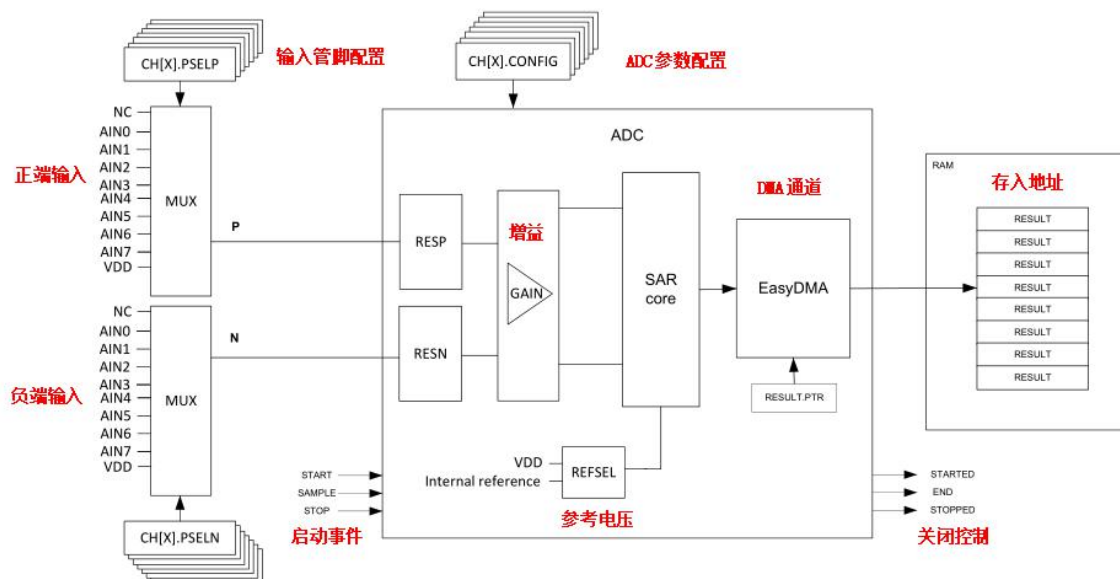 CH[X].PSELP
输入管脚配置
CH[X].CONFIG
ADC参数配置
正端输入
NC
AIN0
AIN1
AIN2
AIN3
AIN4
AIN5
AIN6
AIN7
VDD
MUX
P
负端输入
NC
AIN0
AIN1
AIN2
AIN3
AIN4
AIN5
AIN6
AIN7
VDD
MUX
N
CH[X].PSELN
ADC
RESP
RESN
增益
GAIN
SAR
core
DMA通道
EasyDMA
RESULT.PTR
VDD
Internal reference
REFSEL
参考电压
START
SAMPLE
STOP
启动事件
STARTED
END
STOPPED
关闭控制
RAM
存入地址
RESULT
RESULT
RESULT
RESULT
RESULT
RESULT
RESULT
RESULT